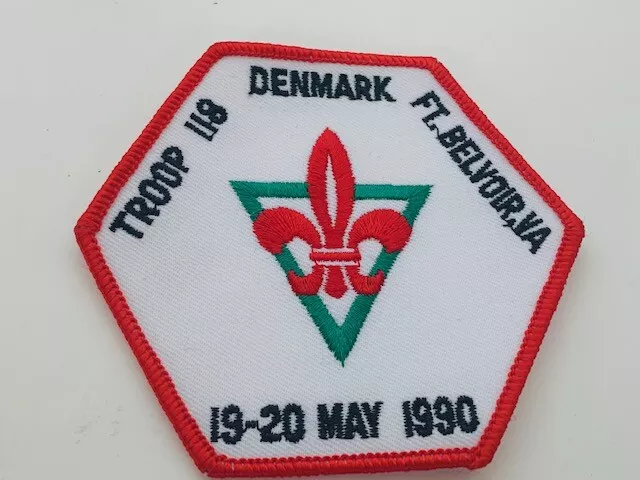 TROOP 118
DENMARK
FT. BELVOIR, VA
19-20 MAY 1990